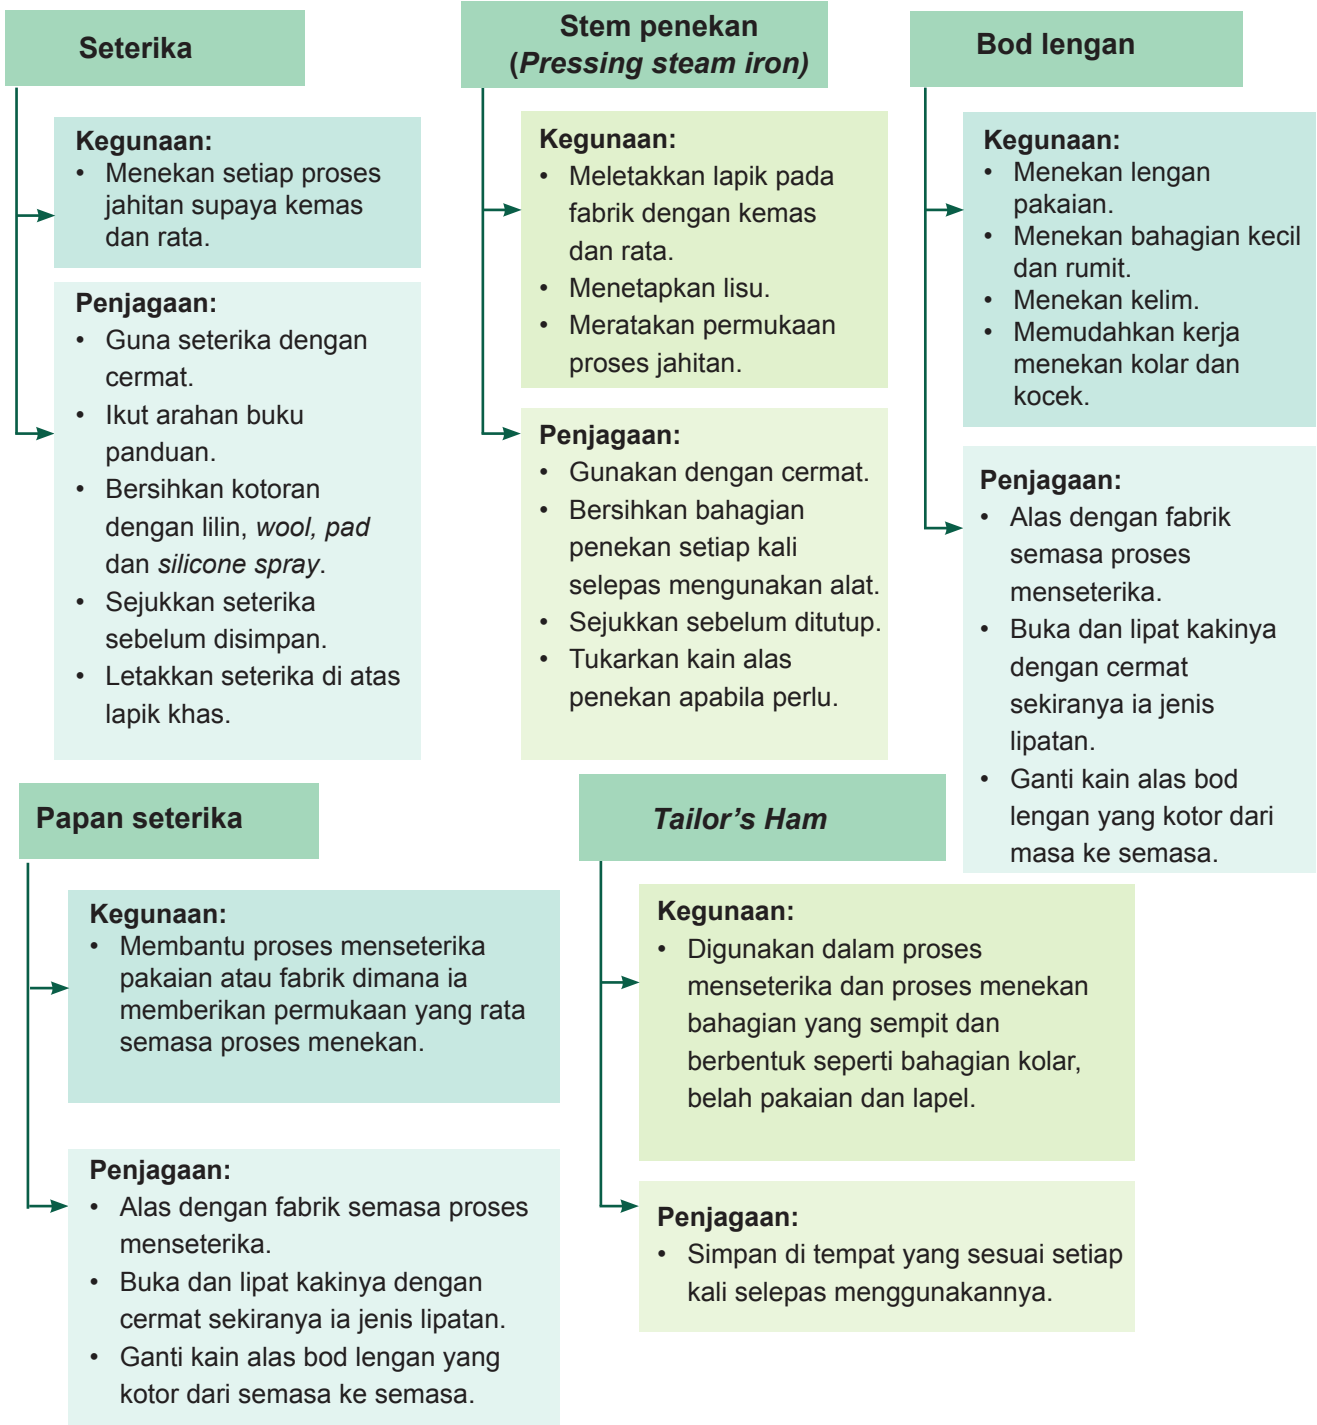 Seterika
Kegunaan:
• Menekan setiap proses
jahitan supaya kemas
dan rata.
Penjagaan:
• Guna seterika dengan
cermat.
• Ikut arahan buku
panduan.
• Bersihkan kotoran
dengan lilin, wool, pad
dan silicone spray.
• Sejukkan seterika
sebelum disimpan.
• Letakkan seterika di atas
lapik khas.
Stem penekan
(Pressing steam iron)
Kegunaan:
• Meletakkan lapik pada
fabrik dengan kemas
dan rata.
• Menetapkan lisu.
• Meratakan permukaan
proses jahitan.
Penjagaan:
• Gunakan dengan cermat.
• Bersihkan bahagian
penekan setiap kali
selepas mengunakan alat.
• Sejukkan sebelum ditutup.
• Tukarkan kain alas
penekan apabila perlu.
Bod lengan
Kegunaan:
• Menekan lengan
pakaian.
• Menekan bahagian kecil
dan rumit.
• Menekan kelim.
• Memudahkan kerja
menekan kolar dan
kocek.
Penjagaan:
• Alas dengan fabrik
semasa proses
menseterika.
• Buka dan lipat kakinya
dengan cermat
sekiranya ia jenis
lipatan.
• Ganti kain alas bod
lengan yang kotor dari
masa ke semasa.
Papan seterika
Kegunaan:
• Membantu proses menseterika
pakaian atau fabrik dimana ia
memberikan permukaan yang rata
semasa proses menekan.
Penjagaan:
• Alas dengan fabrik semasa proses
menseterika.
• Buka dan lipat kakinya dengan
cermat sekiranya ia jenis lipatan.
• Ganti kain alas bod lengan yang
kotor dari semasa ke semasa.
Tailor's Ham
Kegunaan:
• Digunakan dalam proses
menseterika dan proses menekan
bahagian yang sempit dan
berbentuk seperti bahagian kolar,
belah pakaian dan lapel.
Penjagaan:
• Simpan di tempat yang sesuai setiap
kali selepas menggunakannya.